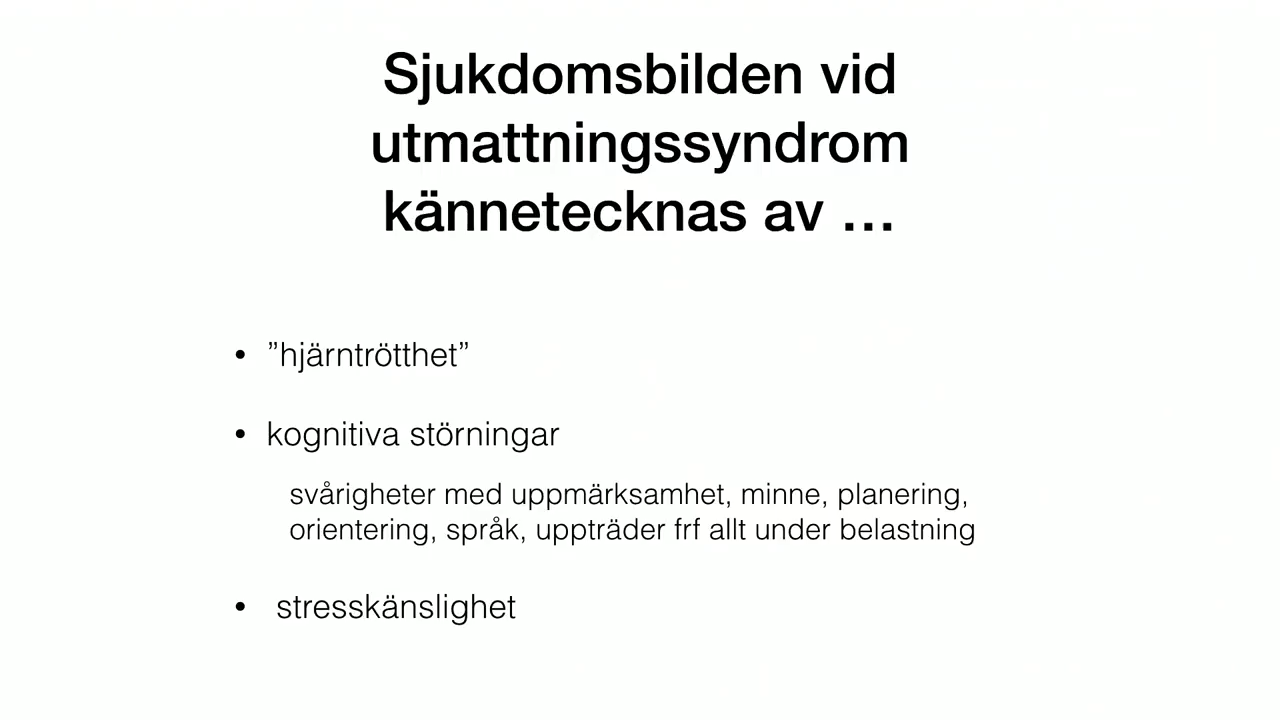 Sjukdomsbilden vid
utmattningssyndrom
kännetecknas av ...
• ”hjärntrötthet”
• kognitiva störningar
svårigheter med uppmärksamhet, minne, planering,
orientering, språk, uppträder frf allt under belastning
• stresskänslighet